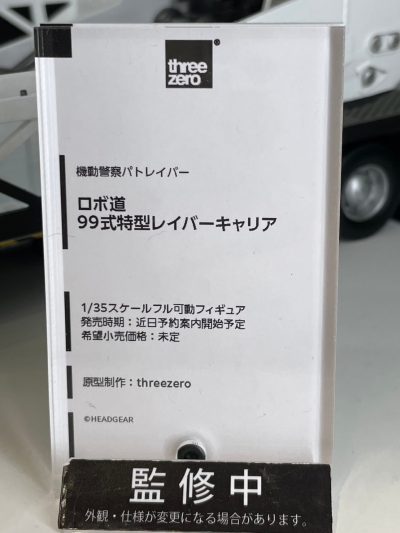 three
zero®
機動警察パトレイバー
ロボ道
99式特型レイバーキャリア
1/35スケールフル可動フィギュア
発売時期：近日予約案内開始予定
希望小売価格：未定
原型制作：threezero
©HEADGEAR
監修中
外観・仕様が変更になる場合があります。